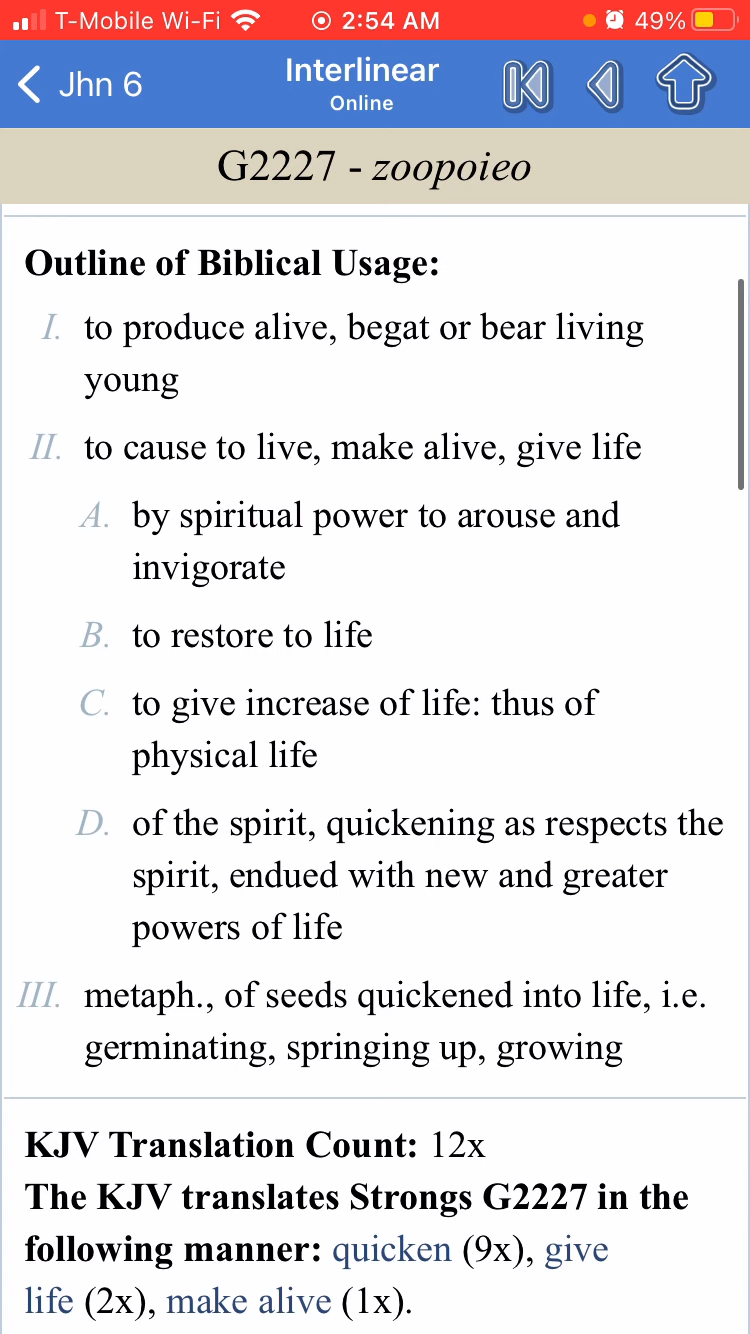 T-Mobile Wi-Fi 2:54 AM 49%
Jhn 6 Interlinear
Online
G2227 - zoopoieo
Outline of Biblical Usage:
I. to produce alive, begat or bear living
young
II. to cause to live, make alive, give life
A. by spiritual power to arouse and
invigorate
B. to restore to life
C. to give increase of life: thus of
physical life
D. of the spirit, quickening as respects the
spirit, endued with new and greater
powers of life
III. metaph., of seeds quickened into life, i.e.
germinating, springing up, growing
KJV Translation Count: 12x
The KJV translates Strongs G2227 in the
following manner: quicken (9x), give
life (2x), make alive (1x).